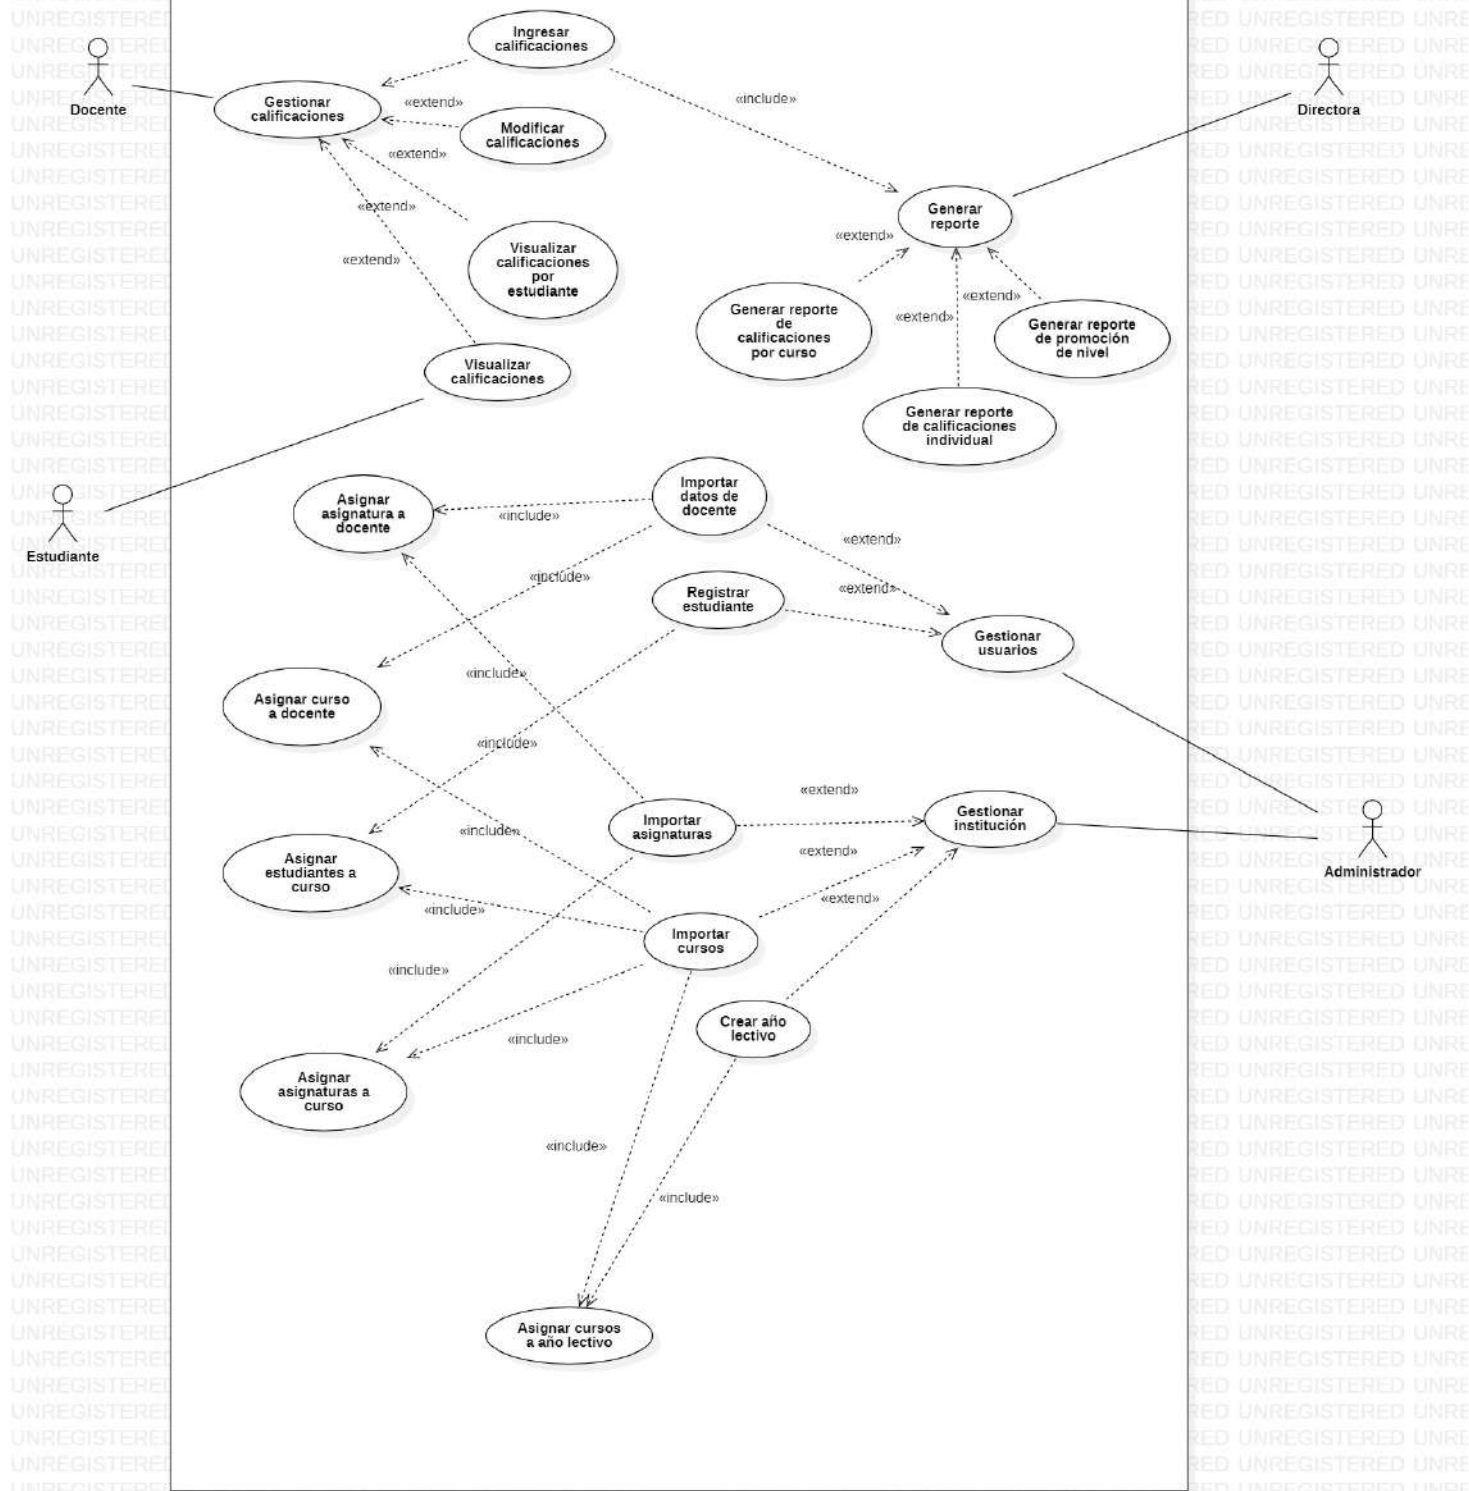 Ingresar
calificaciones
Docente
Directora
Gestionar
calificaciones
«extend»
«include»
Modificar
calificaciones
«extend»
«extend»
Generar
reporte
«extend»
«extend»
Visualizar
calificaciones
por
estudiante
«extend»
«extend»
Generar reporte
de
calificaciones
por curso
Generar reporte
de promoción
de nivel
Visualizar
calificaciones
Generar reporte
de calificaciones
individual
Estudiante
Asignar
asignatura a
docente
«include»
Importar
datos de
docente
«extend»
«include»
Registrar
estudiante
«extend»
Gestionar
usuarios
«include»
Asignar curso
a docente
«include»
«extend»
Importar
asignaturas
Gestionar
institución
Administrador
«include»
«extend»
Asignar
estudiantes a
curso
«extend»
«include»
Importar
cursos
«include»
Crear año
lectivo
«include»
Asignar
asignaturas a
curso
«include»
«include»
Asignar cursos
a año lectivo
UNREGISTERED